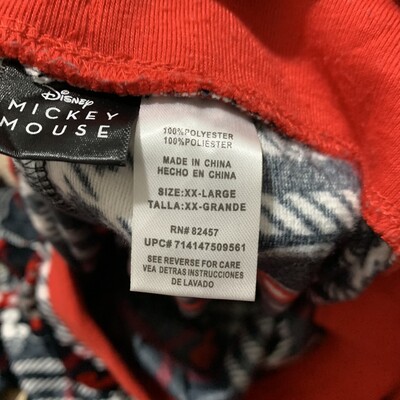 Disney
MICKEY
MOUSE
100%POLYESTER
100%POLIESTER
MADE IN CHINA
HECHO EN CHINA
SIZE:XX-LARGE
TALLA:XX-GRANDE
RN# 82457
UPC# 714147509561
SEE REVERSE FOR CARE
VEA DETRAS INSTRUCCIONES
DE LAVADO